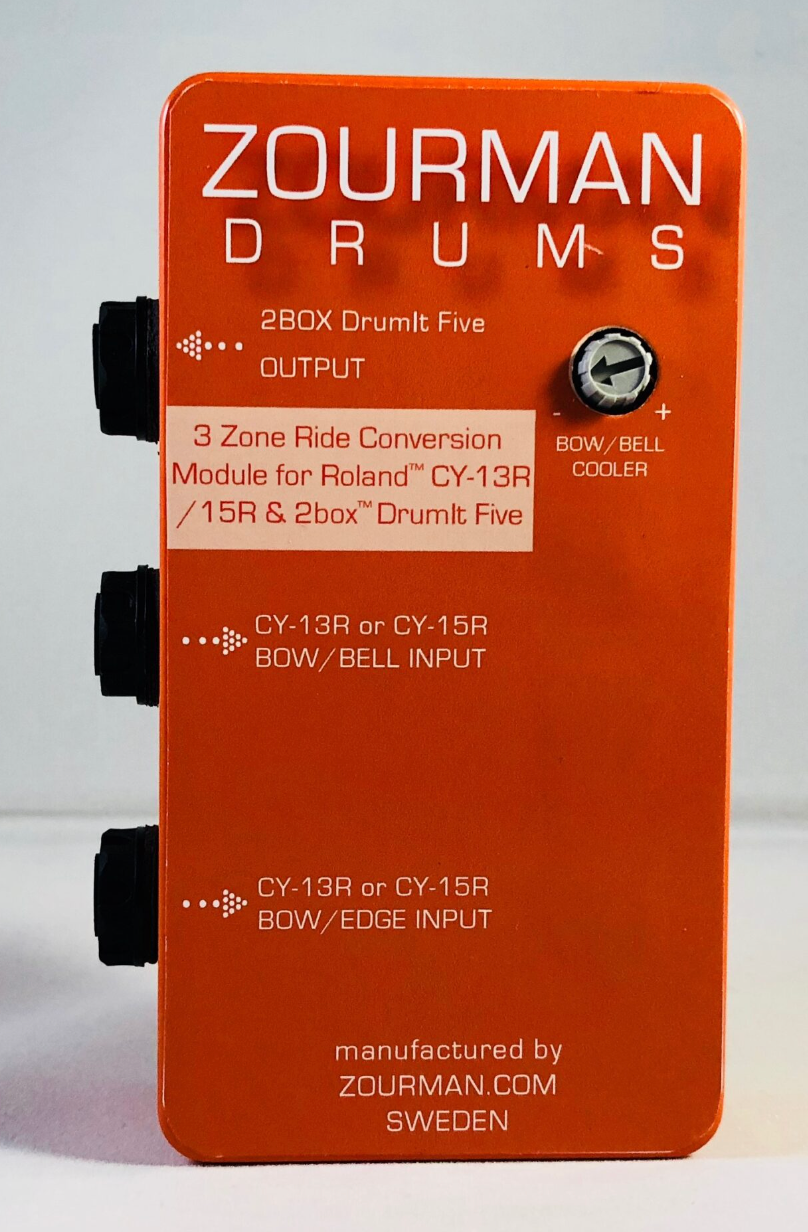 ZOURMAN
DRUMS
2BOX DrumIt Five
OUTPUT
- +
BOW/BELL
COOLER
3 Zone Ride Conversion
Module for Roland™ CY-13R
/15R & 2box™ DrumIt Five
CY-13R or CY-15R
BOW/BELL INPUT
CY-13R or CY-15R
BOW/EDGE INPUT
manufactured by
ZOURMAN.COM
SWEDEN